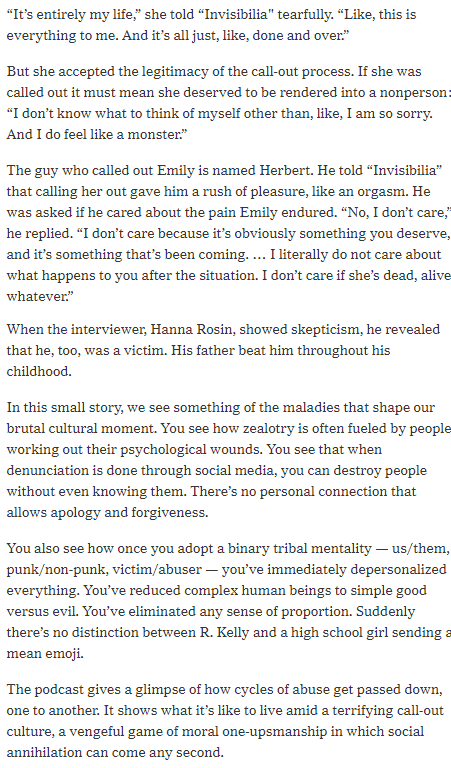 “It’s entirely my life,” she told “Invisibilia" tearfully. “Like, this is
everything to me. And it’s all just, like, done and over.”
But she accepted the legitimacy of the call-out process. If she was
called out it must mean she deserved to be rendered into a nonperson:
“I don’t know what to think of myself other than, like, I am so sorry.
And I do feel like a monster.”
The guy who called out Emily is named Herbert. He told “Invisibilia”
that calling her out gave him a rush of pleasure, like an orgasm. He
was asked if he cared about the pain Emily endured. “No, I don’t care,”
he replied. “I don’t care because it’s obviously something you deserve,
and it’s something that’s been coming. … I literally do not care about
what happens to you after the situation. I don’t care if she’s dead, alive,
whatever.”
When the interviewer, Hanna Rosin, showed skepticism, he revealed
that he, too, was a victim. His father beat him throughout his
childhood.
In this small story, we see something of the maladies that shape our
brutal cultural moment. You see how zealotry is often fueled by people
working out their psychological wounds. You see that when
denunciation is done through social media, you can destroy people
without even knowing them. There’s no personal connection that
allows apology and forgiveness.
You also see how once you adopt a binary tribal mentality — us/them,
punk/non-punk, victim/abuser — you’ve immediately depersonalized
everything. You’ve reduced complex human beings to simple good
versus evil. You’ve eliminated any sense of proportion. Suddenly
there’s no distinction between R. Kelly and a high school girl sending a
mean emoji.
The podcast gives a glimpse of how cycles of abuse get passed down,
one to another. It shows what it’s like to live amid a terrifying call-out
culture, a vengeful game of moral one-upsmanship in which social
annihilation can come any second.